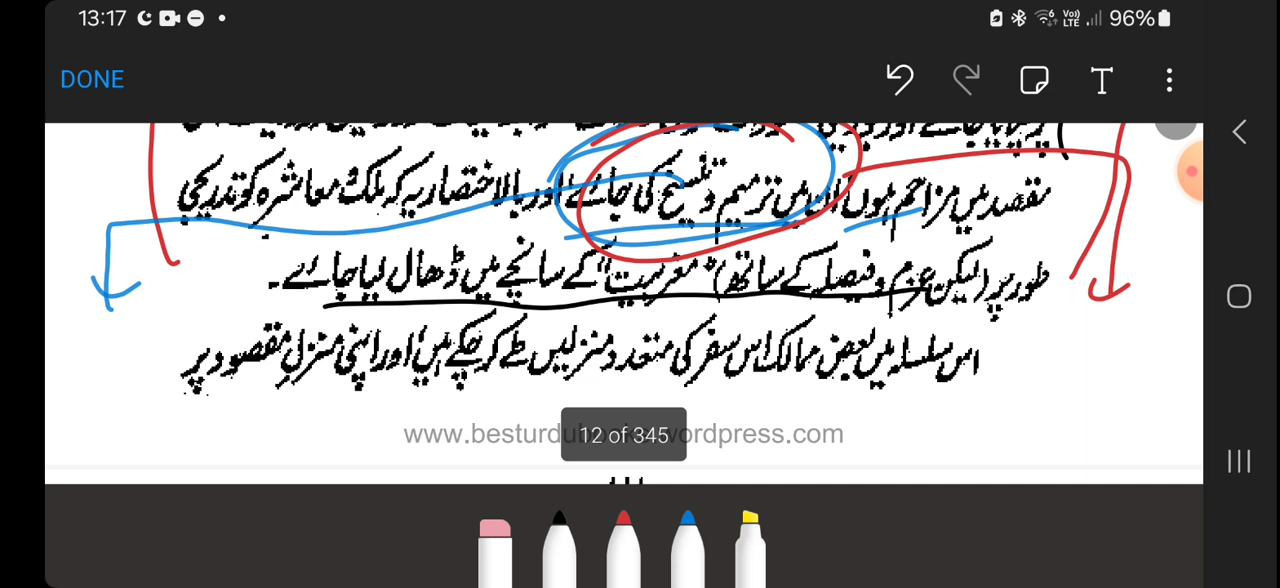 13:17
Vo)) LTE 96%
DONE
T
مقصد میں مزاحم ہوں ان میں ترمیم و تنسیخ کی جائے اور بالاختصار یہ کہ ملک و معاشرہ کو تدریجی
طور پر (لیکن عزم و فیصلہ کے ساتھ) "مغربیت" کے سانچے میں ڈھال لیا جائے۔
اس سلسلہ میں بعض ممالک اس سفر کی متعدد منزلیں طے کر چکے ہیں اور اپنی منزلِ مقصود پر
www.besturdubooks.wordpress.com
12 of 345